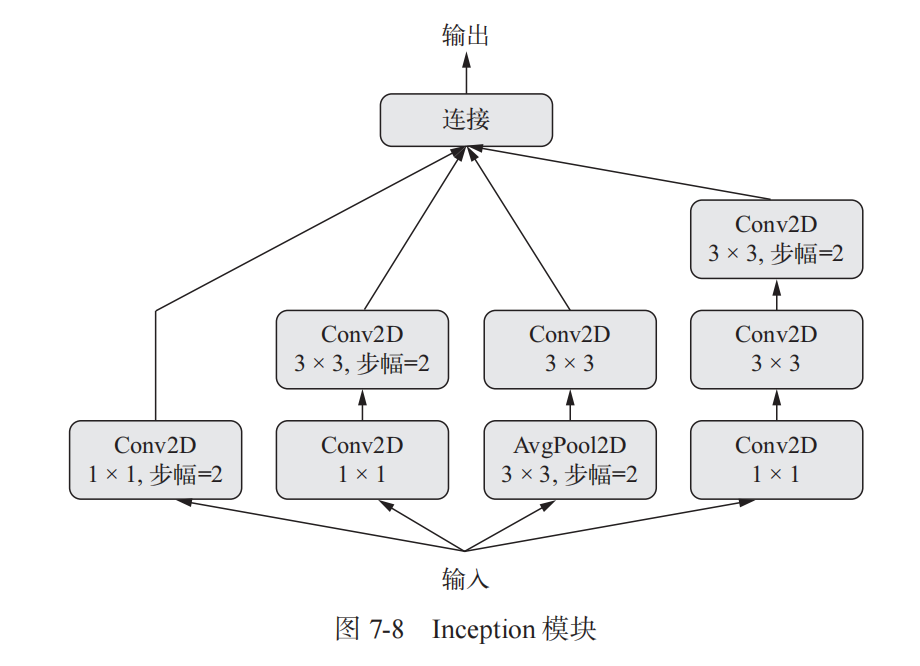 输出
连接
Conv2D
3 × 3, 步幅=2
Conv2D
3 × 3, 步幅=2
Conv2D
3 × 3
Conv2D
3 × 3
Conv2D
1 × 1, 步幅=2
Conv2D
1 × 1
AvgPool2D
3 × 3, 步幅=2
Conv2D
1 × 1
输入
图 7-8 Inception 模块